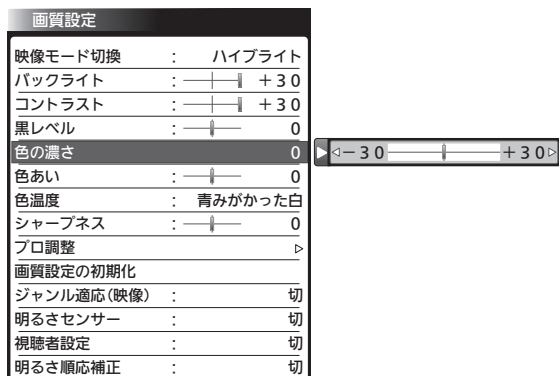 画質設定
映像モード切換 : ハイブライト
バックライト : +30
コントラスト : +30
黒レベル : 0
色の濃さ 0
-30 +30
色あい : 0
色温度 : 青みがかった白
シャープネス : 0
プロ調整
画質設定の初期化
ジャンル適応(映像) : 切
明るさセンサー : 切
視聴者設定 : 切
明るさ順応補正 : 切